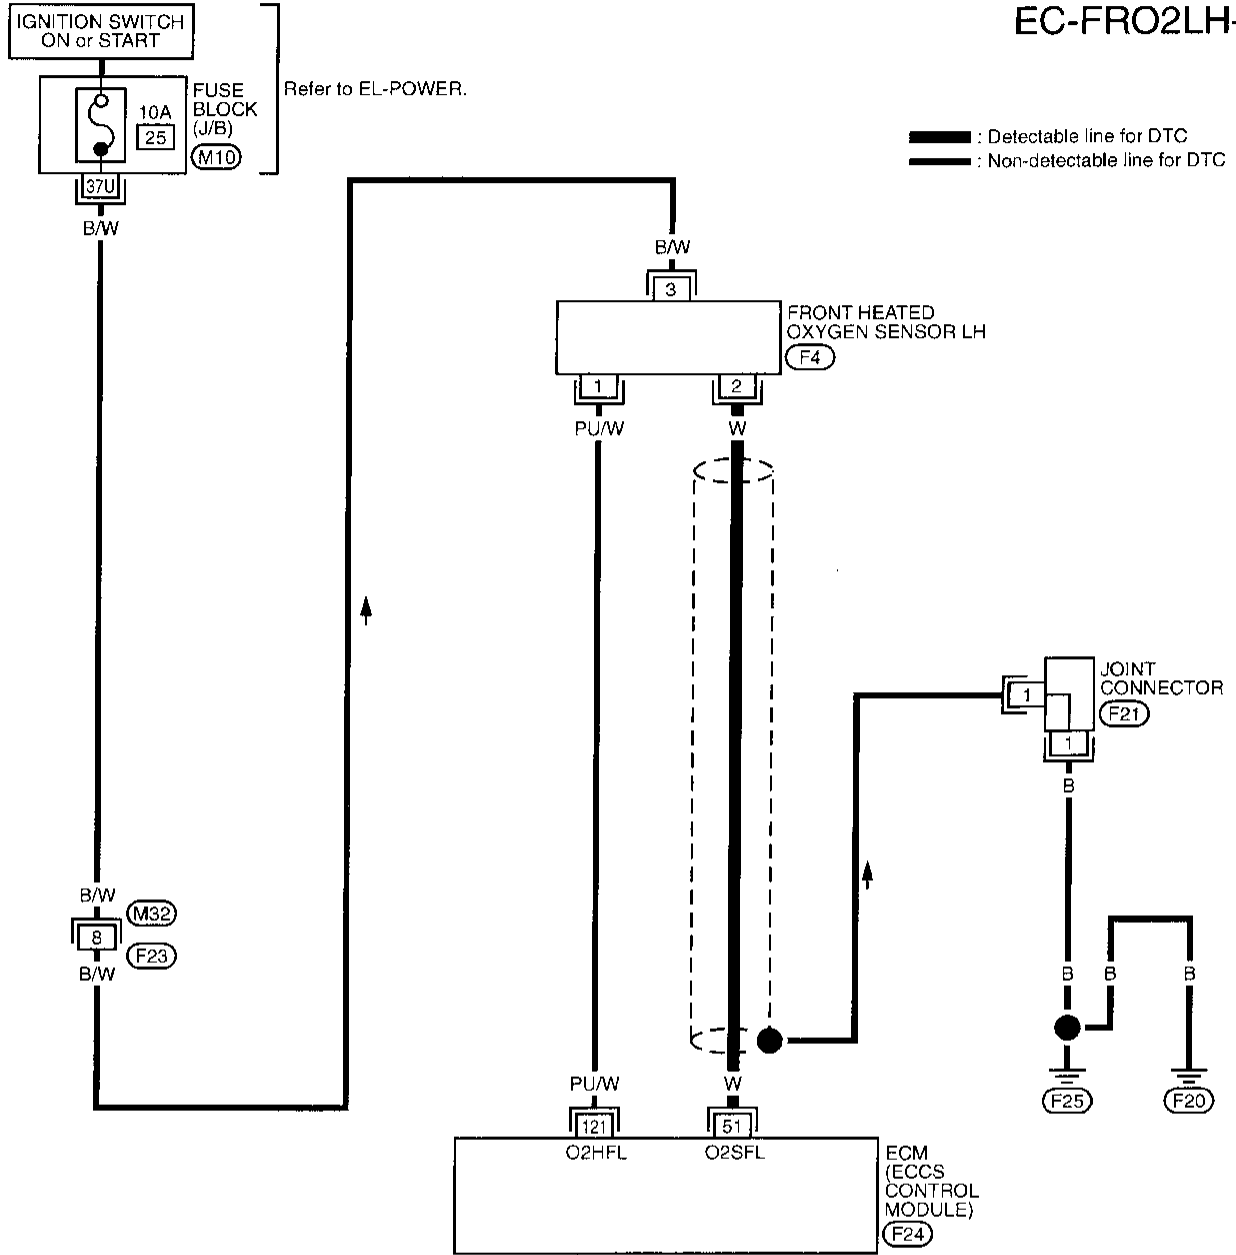 IGNITION SWITCH
ON or START
EC-FRO2LH-
FUSE
BLOCK
(J/B)
M10
10A
25
Refer to EL-POWER.
: Detectable line for DTC
: Non-detectable line for DTC
37U
B/W
B/W
3
FRONT HEATED
OXYGEN SENSOR LH
F4
1
2
PU/W
W
JOINT
CONNECTOR
F21
1
1
B
B/W
M32
8
F23
B/W
B
B
B
PU/W
W
F25
F20
121
51
O2HFL
O2SFL
ECM
(ECCS
CONTROL
MODULE)
F24